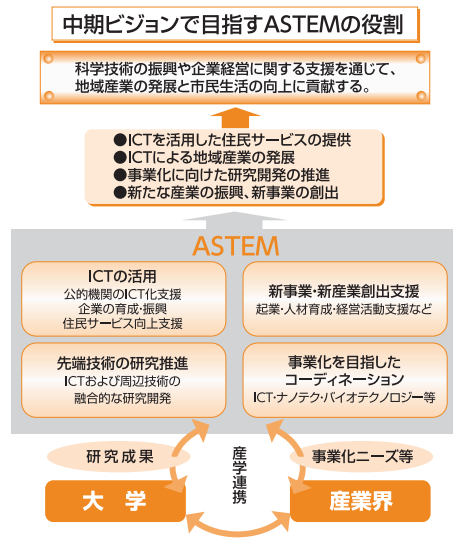 中期ビジョンで目指すASTEMの役割
科学技術の振興や企業経営に関する支援を通じて、
地域産業の発展と市民生活の向上に貢献する。
●ICTを活用した住民サービスの提供
●ICTによる地域産業の発展
●事業化に向けた研究開発の推進
●新たな産業の振興、新事業の創出
ASTEM
ICTの活用
公的機関のICT化支援
企業の育成・振興
住民サービス向上支援
新事業・新産業創出支援
起業・人材育成・経営活動支援など
先端技術の研究推進
ICTおよび周辺技術の
融合的な研究開発
事業化を目指した
コーディネーション
ICT・ナノテク・バイオテクノロジー等
研究成果
産学連携
事業化ニーズ等
大学
産業界